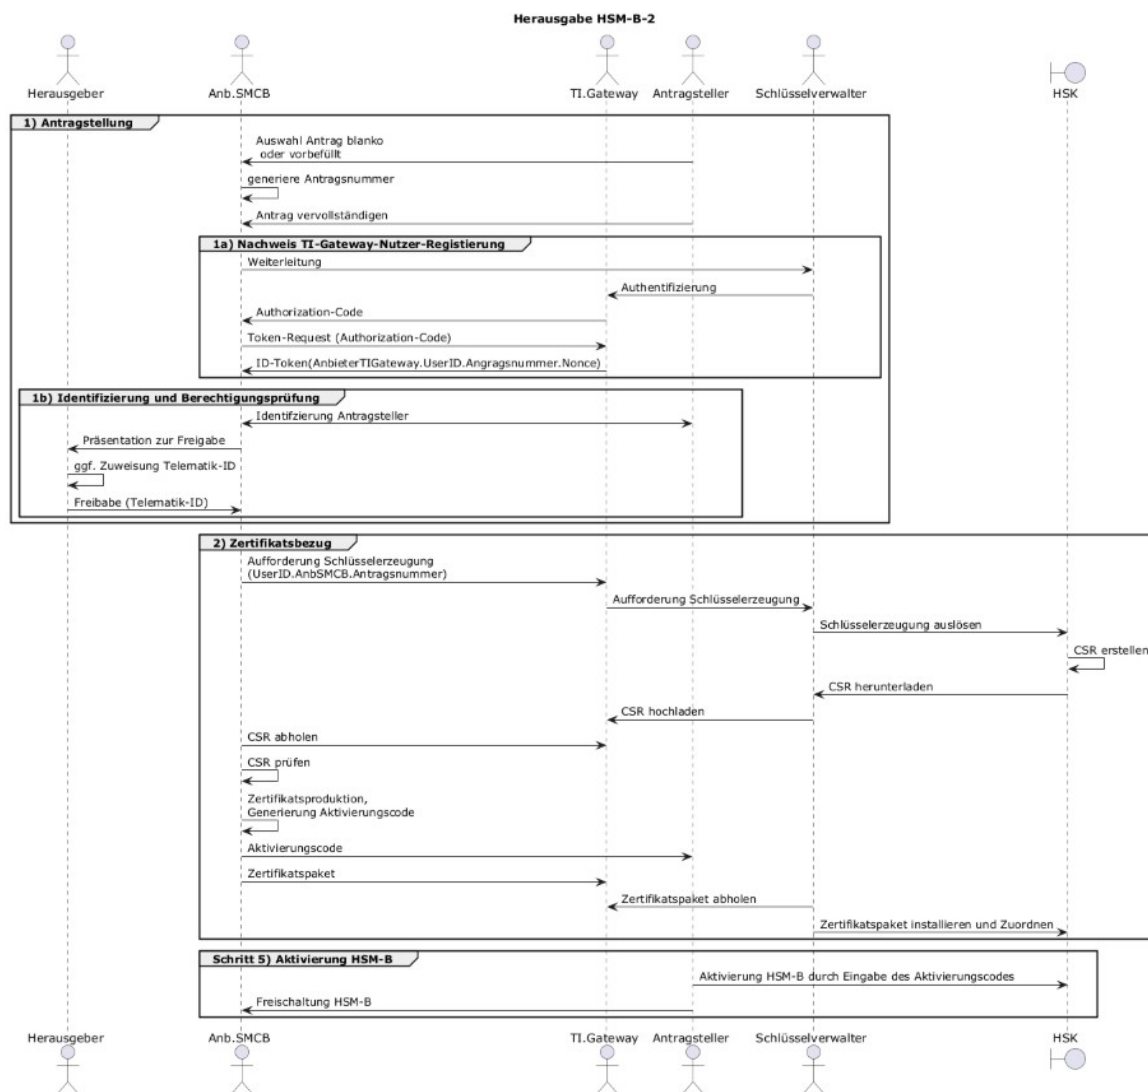 Herausgabe HSM-B-2
Herausgeber Anb.SMCB TI.Gateway Antragsteller Schlüsselverwalter HSK
1) Antragstellung
Auswahl Antrag blanko
oder vorbefüllt
generiere Antragsnummer
Antrag vervollständigen
1a) Nachweis TI-Gateway-Nutzer-Registierung
Weiterleitung
Authentifizierung
Authorization-Code
Token-Request (Authorization-Code)
ID-Token(AnbieterTIGateway.UserID.Angragsnummer.Nonce)
1b) Identifizierung und Berechtigungsprüfung
Identifzierung Antragsteller
Präsentation zur Freigabe
ggf. Zuweisung Telematik-ID
Freibabe (Telematik-ID)
2) Zertifikatsbezug
Aufforderung Schlüsselerzeugung
(UserID.AnbSMCB.Antragsnummer)
Aufforderung Schlüsselerzeugung
Schlüsselerzeugung auslösen
CSR erstellen
CSR herunterladen
CSR hochladen
CSR abholen
CSR prüfen
Zertifikatsproduktion,
Generierung Aktivierungscode
Aktivierungscode
Zertifikatspaket
Zertifikatspaket abholen
Zertifikatspaket installieren und Zuordnen
Schritt 5) Aktivierung HSM-B
Aktivierung HSM-B durch Eingabe des Aktivierungscodes
Freischaltung HSM-B
Herausgeber Anb.SMCB TI.Gateway Antragsteller Schlüsselverwalter HSK